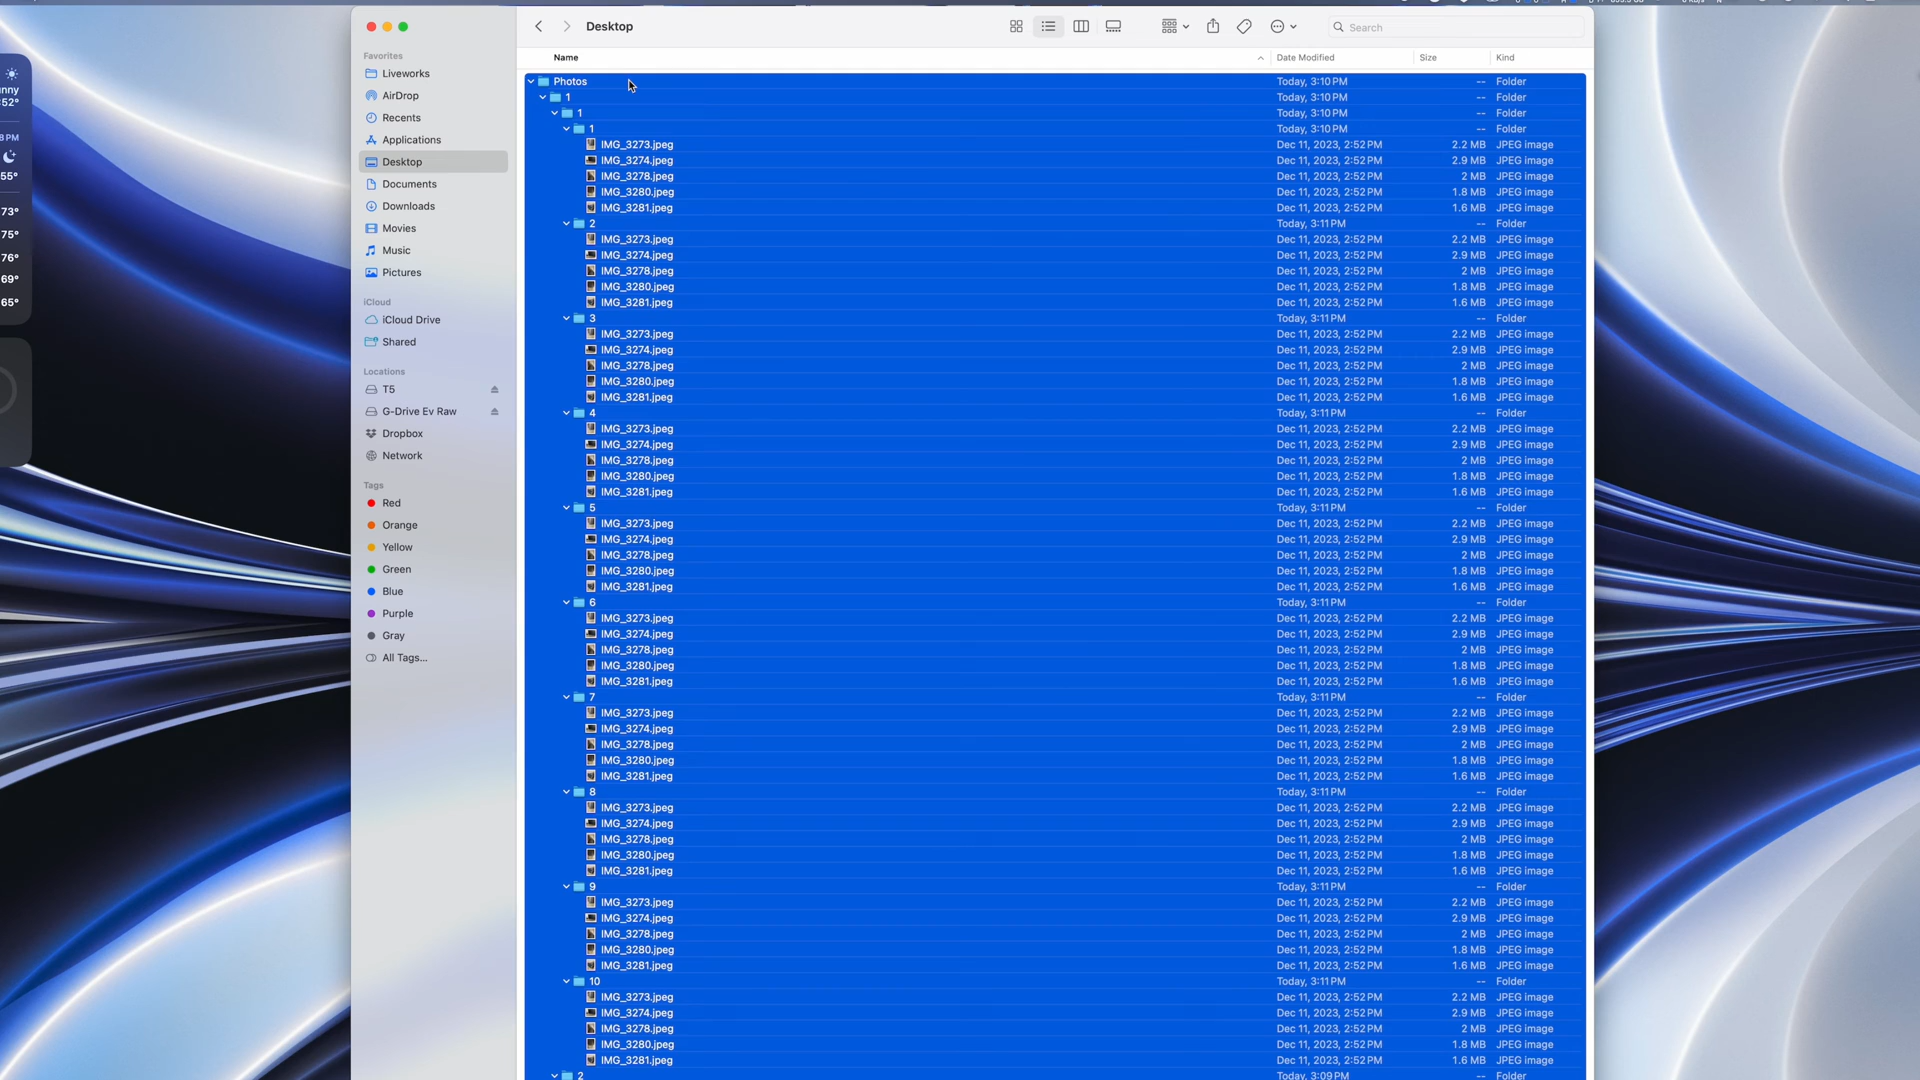 Desktop
Search
Favorites
Liveworks
AirDrop
Recents
Applications
Desktop
Documents
Downloads
Movies
Music
Pictures
iCloud
iCloud Drive
Shared
Locations
T5
G-Drive Ev Raw
Dropbox
Network
Tags
Red
Orange
Yellow
Green
Blue
Purple
Gray
All Tags...
Name Date Modified Size Kind
Photos Today, 3:10 PM -- Folder
1 Today, 3:10 PM -- Folder
1 Today, 3:10 PM -- Folder
1 Today, 3:10 PM -- Folder
IMG_3273.jpeg Dec 11, 2023, 2:52 PM 2.2 MB JPEG image
IMG_3274.jpeg Dec 11, 2023, 2:52 PM 2.9 MB JPEG image
IMG_3278.jpeg Dec 11, 2023, 2:52 PM 2 MB JPEG image
IMG_3280.jpeg Dec 11, 2023, 2:52 PM 1.8 MB JPEG image
IMG_3281.jpeg Dec 11, 2023, 2:52 PM 1.6 MB JPEG image
2 Today, 3:11 PM -- Folder
IMG_3273.jpeg Dec 11, 2023, 2:52 PM 2.2 MB JPEG image
IMG_3274.jpeg Dec 11, 2023, 2:52 PM 2.9 MB JPEG image
IMG_3278.jpeg Dec 11, 2023, 2:52 PM 2 MB JPEG image
IMG_3280.jpeg Dec 11, 2023, 2:52 PM 1.8 MB JPEG image
IMG_3281.jpeg Dec 11, 2023, 2:52 PM 1.6 MB JPEG image
3 Today, 3:11 PM -- Folder
IMG_3273.jpeg Dec 11, 2023, 2:52 PM 2.2 MB JPEG image
IMG_3274.jpeg Dec 11, 2023, 2:52 PM 2.9 MB JPEG image
IMG_3278.jpeg Dec 11, 2023, 2:52 PM 2 MB JPEG image
IMG_3280.jpeg Dec 11, 2023, 2:52 PM 1.8 MB JPEG image
IMG_3281.jpeg Dec 11, 2023, 2:52 PM 1.6 MB JPEG image
4 Today, 3:11 PM -- Folder
IMG_3273.jpeg Dec 11, 2023, 2:52 PM 2.2 MB JPEG image
IMG_3274.jpeg Dec 11, 2023, 2:52 PM 2.9 MB JPEG image
IMG_3278.jpeg Dec 11, 2023, 2:52 PM 2 MB JPEG image
IMG_3280.jpeg Dec 11, 2023, 2:52 PM 1.8 MB JPEG image
IMG_3281.jpeg Dec 11, 2023, 2:52 PM 1.6 MB JPEG image
5 Today, 3:11 PM -- Folder
IMG_3273.jpeg Dec 11, 2023, 2:52 PM 2.2 MB JPEG image
IMG_3274.jpeg Dec 11, 2023, 2:52 PM 2.9 MB JPEG image
IMG_3278.jpeg Dec 11, 2023, 2:52 PM 2 MB JPEG image
IMG_3280.jpeg Dec 11, 2023, 2:52 PM 1.8 MB JPEG image
IMG_3281.jpeg Dec 11, 2023, 2:52 PM 1.6 MB JPEG image
6 Today, 3:11 PM -- Folder
IMG_3273.jpeg Dec 11, 2023, 2:52 PM 2.2 MB JPEG image
IMG_3274.jpeg Dec 11, 2023, 2:52 PM 2.9 MB JPEG image
IMG_3278.jpeg Dec 11, 2023, 2:52 PM 2 MB JPEG image
IMG_3280.jpeg Dec 11, 2023, 2:52 PM 1.8 MB JPEG image
IMG_3281.jpeg Dec 11, 2023, 2:52 PM 1.6 MB JPEG image
7 Today, 3:11 PM -- Folder
IMG_3273.jpeg Dec 11, 2023, 2:52 PM 2.2 MB JPEG image
IMG_3274.jpeg Dec 11, 2023, 2:52 PM 2.9 MB JPEG image
IMG_3278.jpeg Dec 11, 2023, 2:52 PM 2 MB JPEG image
IMG_3280.jpeg Dec 11, 2023, 2:52 PM 1.8 MB JPEG image
IMG_3281.jpeg Dec 11, 2023, 2:52 PM 1.6 MB JPEG image
8 Today, 3:11 PM -- Folder
IMG_3273.jpeg Dec 11, 2023, 2:52 PM 2.2 MB JPEG image
IMG_3274.jpeg Dec 11, 2023, 2:52 PM 2.9 MB JPEG image
IMG_3278.jpeg Dec 11, 2023, 2:52 PM 2 MB JPEG image
IMG_3280.jpeg Dec 11, 2023, 2:52 PM 1.8 MB JPEG image
IMG_3281.jpeg Dec 11, 2023, 2:52 PM 1.6 MB JPEG image
9 Today, 3:11 PM -- Folder
IMG_3273.jpeg Dec 11, 2023, 2:52 PM 2.2 MB JPEG image
IMG_3274.jpeg Dec 11, 2023, 2:52 PM 2.9 MB JPEG image
IMG_3278.jpeg Dec 11, 2023, 2:52 PM 2 MB JPEG image
IMG_3280.jpeg Dec 11, 2023, 2:52 PM 1.8 MB JPEG image
IMG_3281.jpeg Dec 11, 2023, 2:52 PM 1.6 MB JPEG image
10 Today, 3:11 PM -- Folder
IMG_3273.jpeg Dec 11, 2023, 2:52 PM 2.2 MB JPEG image
IMG_3274.jpeg Dec 11, 2023, 2:52 PM 2.9 MB JPEG image
IMG_3278.jpeg Dec 11, 2023, 2:52 PM 2 MB JPEG image
IMG_3280.jpeg Dec 11, 2023, 2:52 PM 1.8 MB JPEG image
IMG_3281.jpeg Dec 11, 2023, 2:52 PM 1.6 MB JPEG image
2 Today, 3:09 PM -- Folder
nny
52°
8 PM
55°
73°
75°
76°
69°
65°